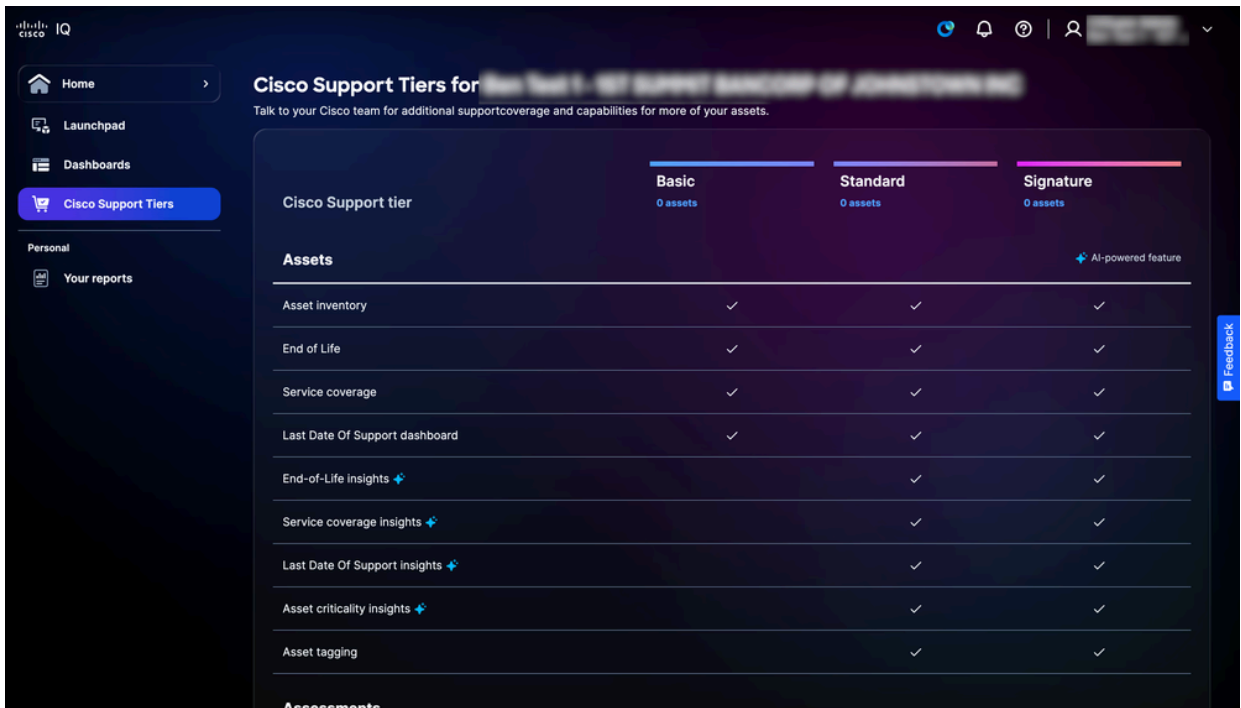 cisco IQ
Home
Launchpad
Dashboards
Cisco Support Tiers
Personal
Your reports
Cisco Support Tiers for
Talk to your Cisco team for additional supportcoverage and capabilities for more of your assets.
Cisco Support tier
Basic
0 assets
Standard
0 assets
Signature
0 assets
Assets
AI-powered feature
Asset inventory
End of Life
Service coverage
Last Date Of Support dashboard
End-of-Life insights
Service coverage insights
Last Date Of Support insights
Asset criticality insights
Asset tagging
Assessments
Feedback